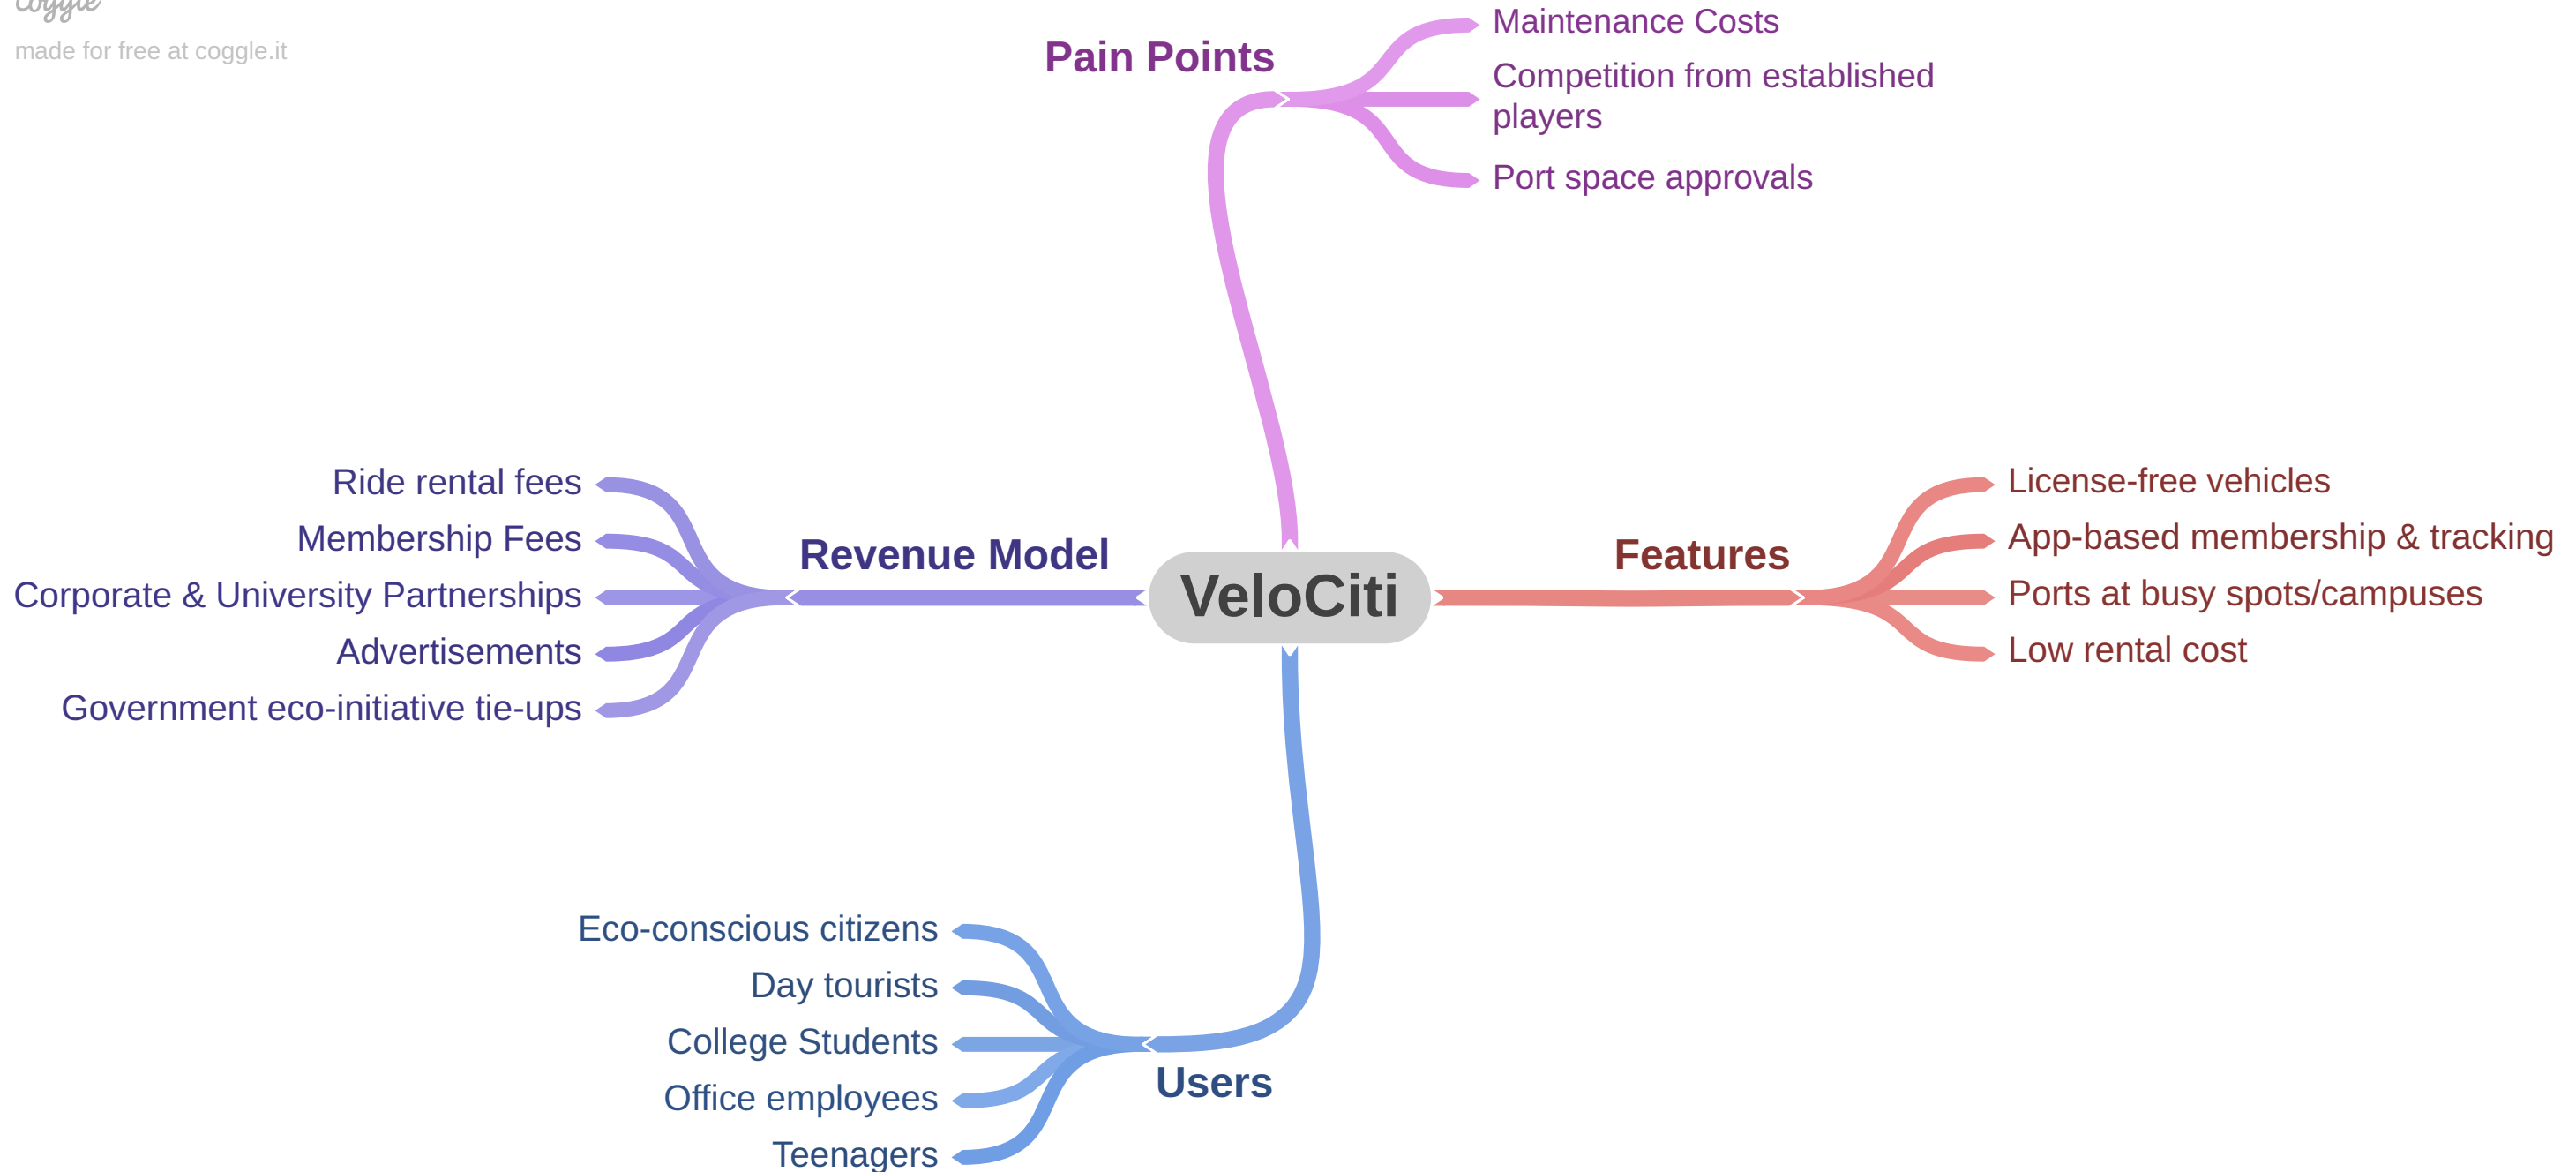 coggle
made for free at coggle.it
Pain Points
Maintenance Costs
Competition from established
players
Port space approvals
Ride rental fees
Membership Fees
Corporate & University Partnerships
Advertisements
Government eco-initiative tie-ups
Revenue Model
VeloCiti
Features
License-free vehicles
App-based membership & tracking
Ports at busy spots/campuses
Low rental cost
Eco-conscious citizens
Day tourists
College Students
Office employees
Teenagers
Users